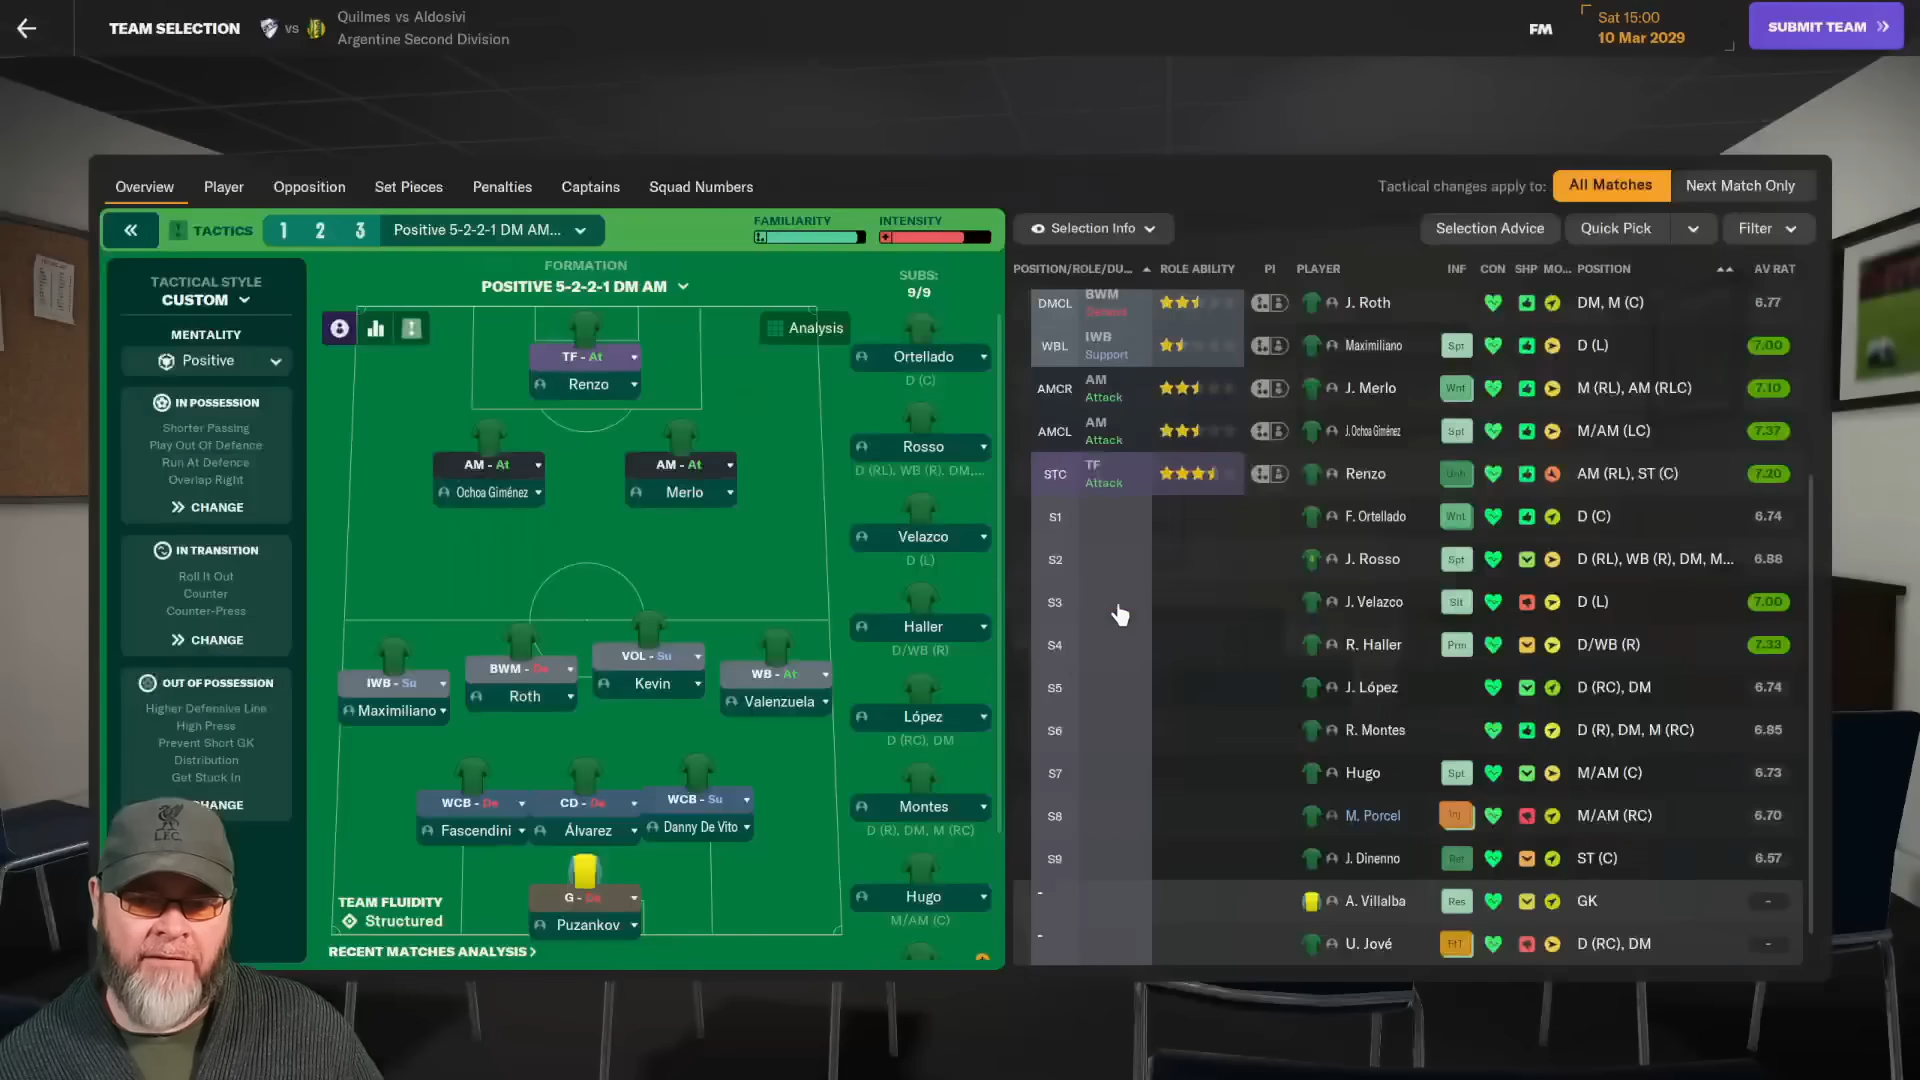 TEAM SELECTION
vs
Quilmes vs Aldosivi
Argentine Second Division
FM
Sat 15:00
10 Mar 2029
SUBMIT TEAM
Overview
Player
Opposition
Set Pieces
Penalties
Captains
Squad Numbers
Tactical changes apply to:
All Matches
Next Match Only
TACTICS
1
2
3
Positive 5-2-2-1 DM AM...
FAMILIARITY
INTENSITY
Selection Info
Selection Advice
Quick Pick
Filter
TACTICAL STYLE
CUSTOM
MENTALITY
Positive
IN POSSESSION
Shorter Passing
Play Out Of Defence
Run At Defence
Overlap Right
CHANGE
IN TRANSITION
Roll It Out
Counter
Counter-Press
CHANGE
OUT OF POSSESSION
Higher Defensive Line
High Press
Prevent Short GK
Distribution
Get Stuck In
HANGE
FORMATION
POSITIVE 5-2-2-1 DM AM
Analysis
TF - At
Renzo
AM - At
Ochoa Giménez
AM - At
Merlo
IWB - Su
Maximiliano
BWM - De
Roth
VOL - Su
Kevin
WB - At
Valenzuela
WCB - De
Fascendini
CD - De
Álvarez
WCB - Su
Danny De Vito
G - De
Puzankov
TEAM FLUIDITY
Structured
RECENT MATCHES ANALYSIS >
SUBS:
9/9
Ortellado
D (C)
Rosso
D (RL), WB (R), DM,...
Velazco
D (L)
Haller
D/WB (R)
López
D (RC), DM
Montes
D (R), DM, M (RC)
Hugo
M/AM (C)
POSITION/ROLE/DU... ROLE ABILITY PI PLAYER INF CON SHP MO... POSITION AV RAT
DMCL BWM Defend J. Roth DM, M (C) 6.77
WBL IWB Support Maximiliano Spt D (L) 7.00
AMCR AM Attack J. Merlo Wnt M (RL), AM (RLC) 7.10
AMCL AM Attack J. Ochoa Giménez Spt M/AM (LC) 7.37
STC TF Attack Renzo Unh AM (RL), ST (C) 7.20
S1 F. Ortellado Wnt D (C) 6.74
S2 J. Rosso Spt D (RL), WB (R), DM, M... 6.88
S3 J. Velazco Slt D (L) 7.00
S4 R. Haller Prm D/WB (R) 7.33
S5 J. López D (RC), DM 6.74
S6 R. Montes D (R), DM, M (RC) 6.85
S7 Hugo Spt M/AM (C) 6.73
S8 M. Porcel Inj M/AM (RC) 6.70
S9 J. Dinenno Ret ST (C) 6.57
- A. Villalba Res GK -
- U. Jové FtT D (RC), DM -
L.F.C.